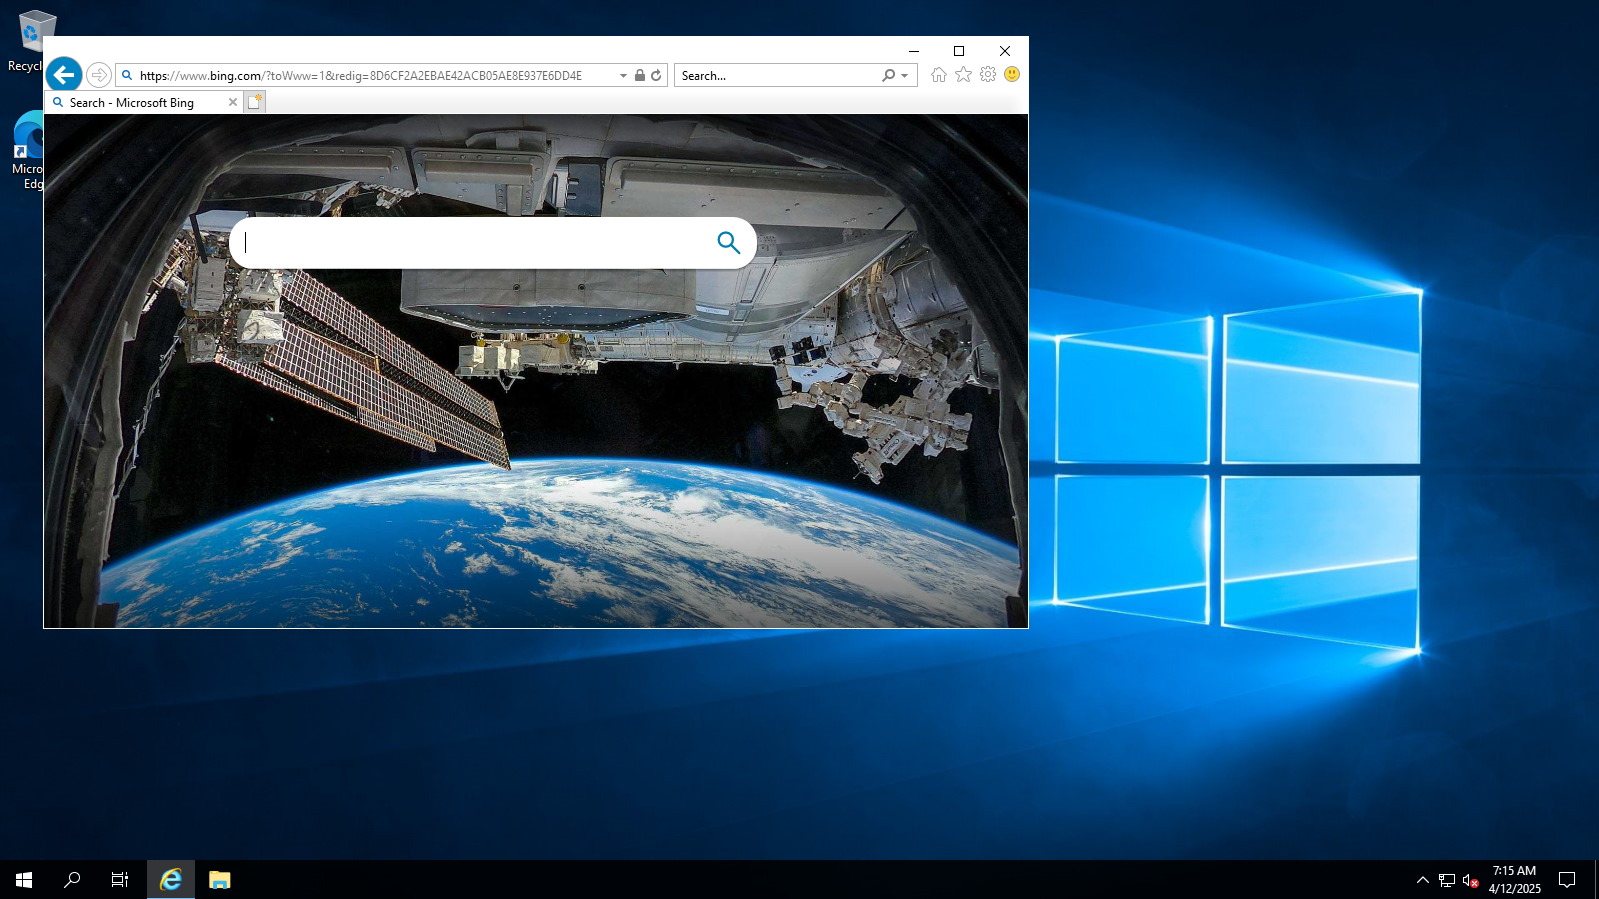 Recycl
https://www.bing.com/?toWww=1&redig=8D6CF2A2EBAE42ACB05AE8E937E6DD4E
Search...
Search - Microsoft Bing
Micro
Edg
7:15 AM
4/12/2025